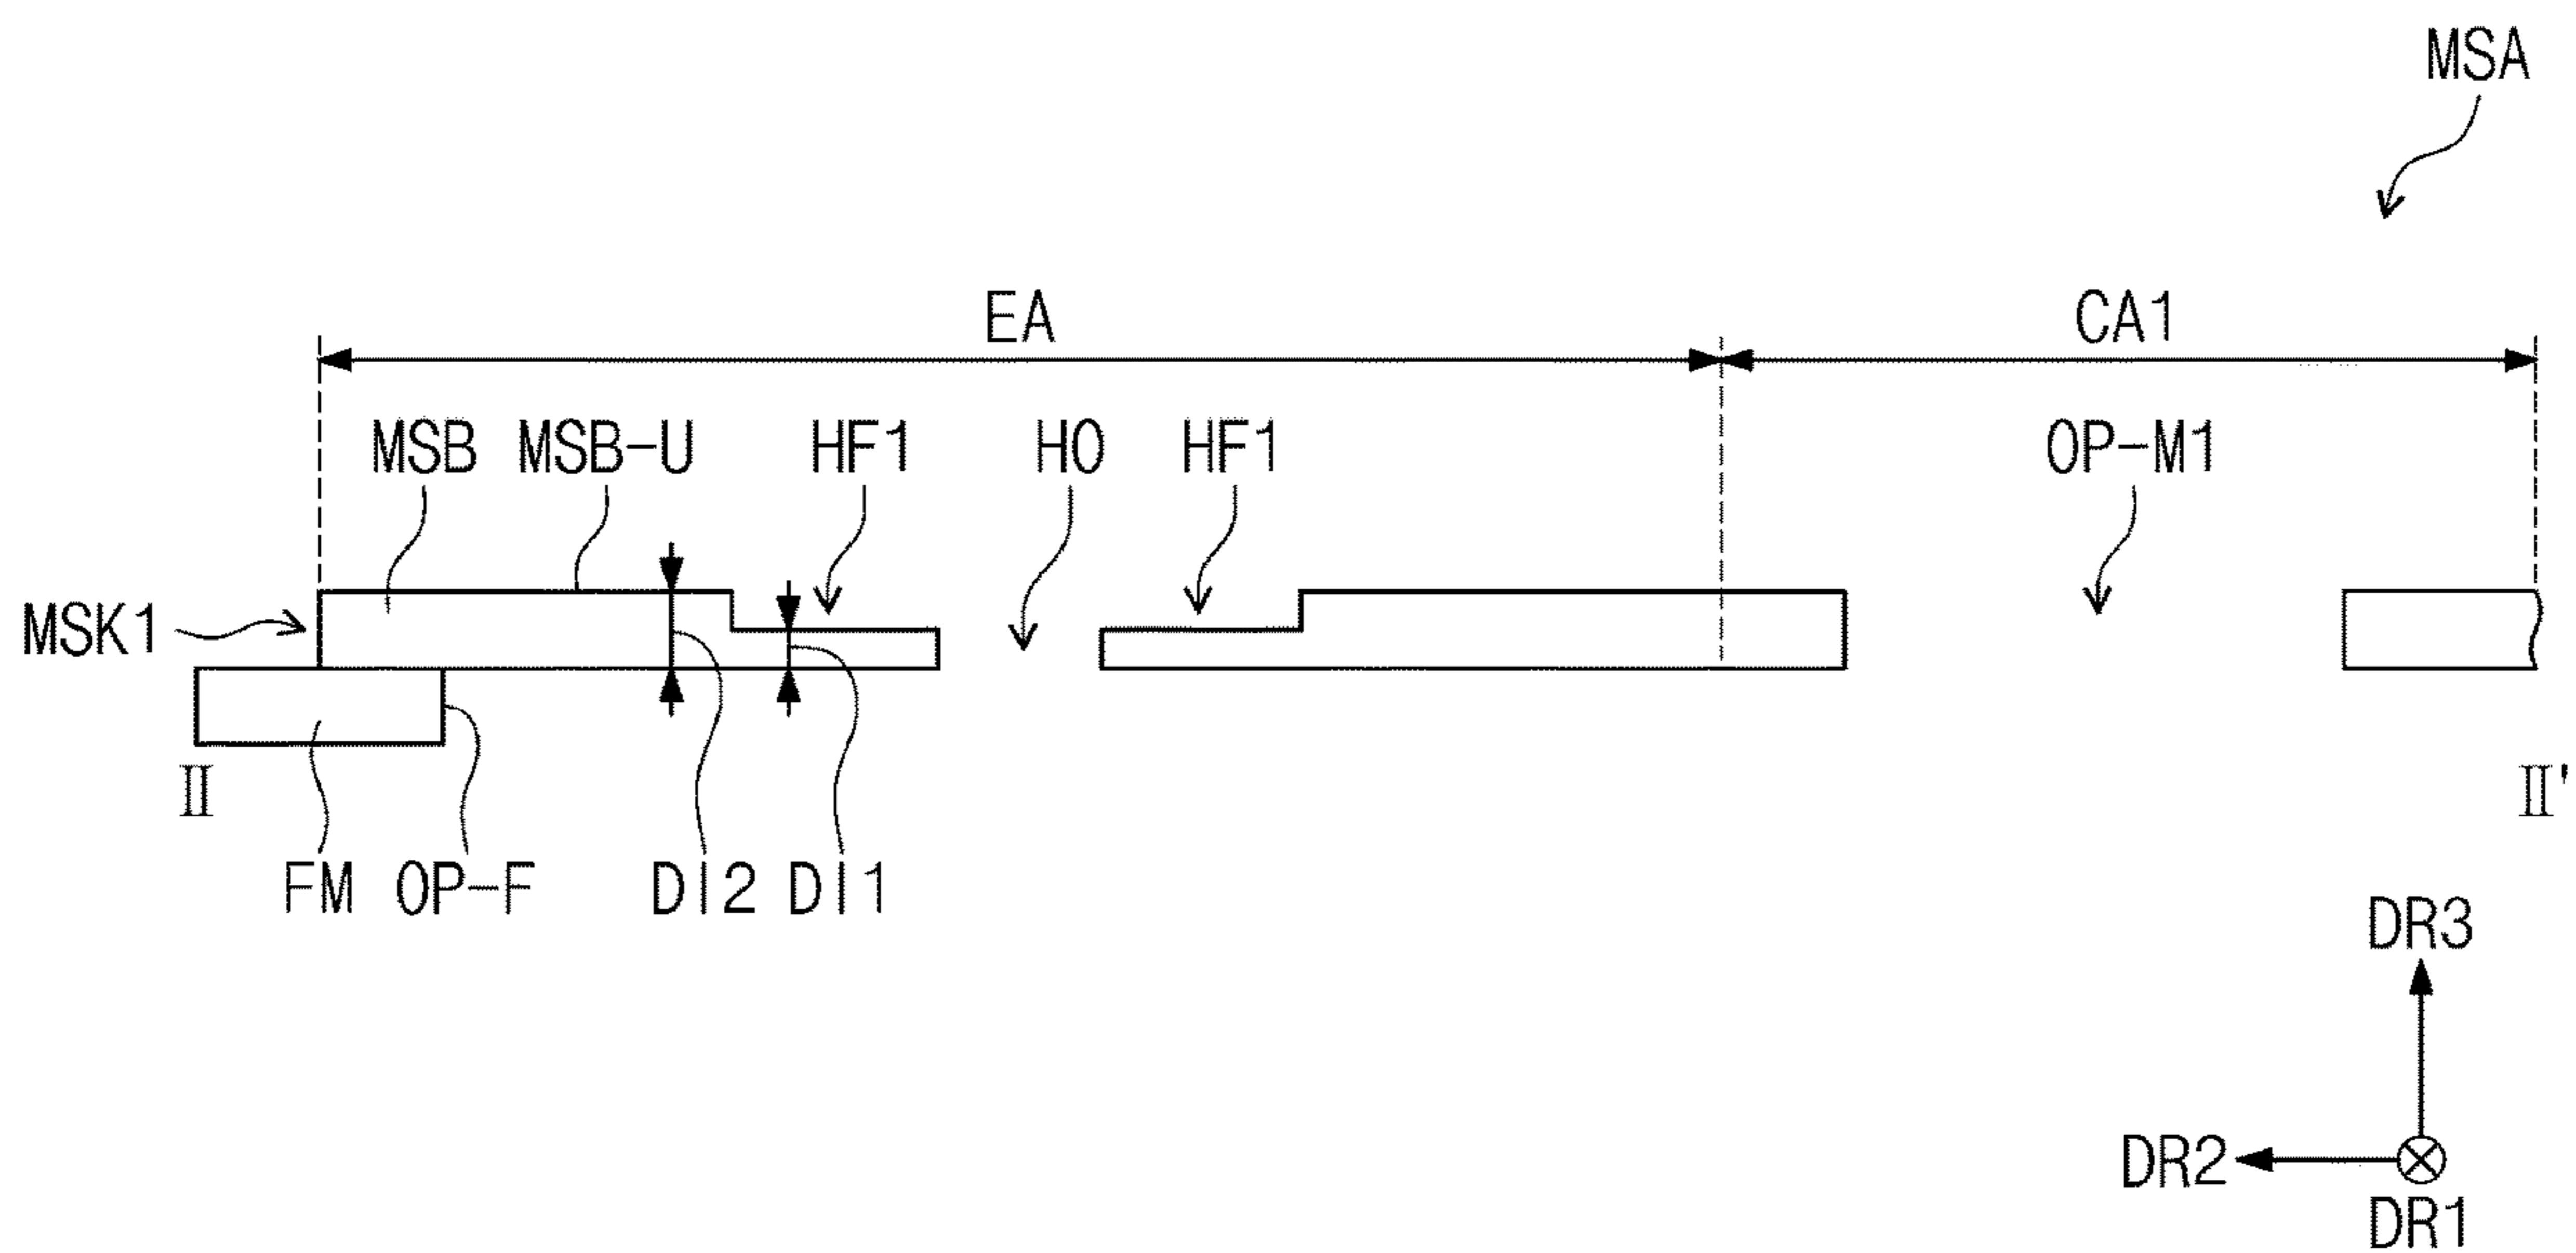 MSA
EA CA1
MSB MSB-U HF1 HO HF1 OP-M1
MSK1
II II'
FM OP-F DI2 DI1
DR3
DR2
DR1